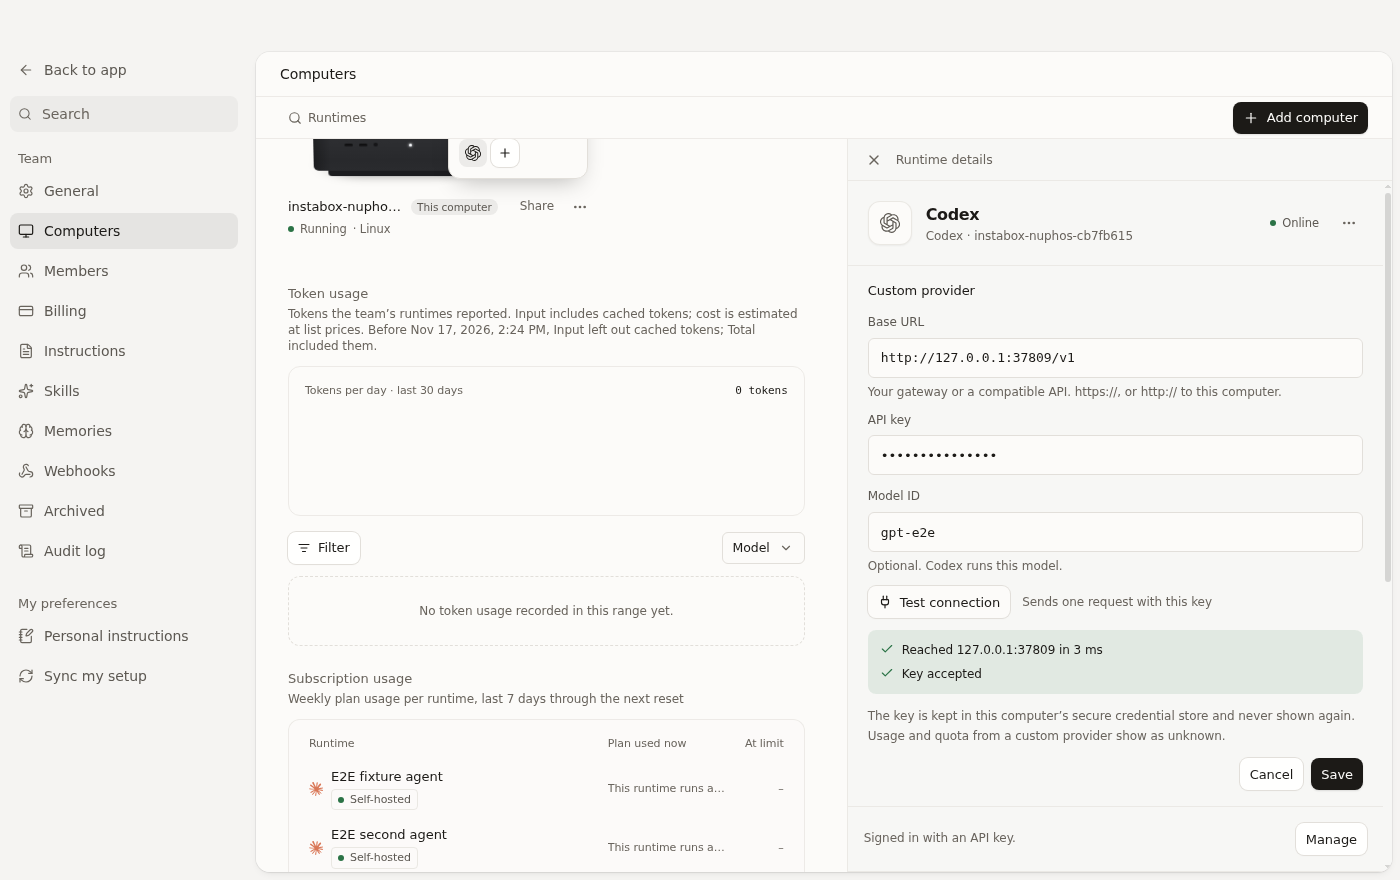 Back to app
Search
Team
General
Computers
Members
Billing
Instructions
Skills
Memories
Webhooks
Archived
Audit log
My preferences
Personal instructions
Sync my setup
Computers
Runtimes
Add computer
instabox-nupho…
This computer
Share
Running · Linux
Token usage
Tokens the team’s runtimes reported. Input includes cached tokens; cost is estimated
at list prices. Before Nov 17, 2026, 2:24 PM, Input left out cached tokens; Total
included them.
Tokens per day · last 30 days
0 tokens
Filter
Model
No token usage recorded in this range yet.
Subscription usage
Weekly plan usage per runtime, last 7 days through the next reset
Runtime
Plan used now
At limit
E2E fixture agent
Self-hosted
This runtime runs a…
–
E2E second agent
Self-hosted
This runtime runs a…
–
Runtime details
Codex
Codex · instabox-nuphos-cb7fb615
Online
Custom provider
Base URL
http://127.0.0.1:37809/v1
Your gateway or a compatible API. https://, or http:// to this computer.
API key
•••••••••••••••
Model ID
gpt-e2e
Optional. Codex runs this model.
Test connection
Sends one request with this key
Reached 127.0.0.1:37809 in 3 ms
Key accepted
The key is kept in this computer’s secure credential store and never shown again.
Usage and quota from a custom provider show as unknown.
Cancel
Save
Signed in with an API key.
Manage